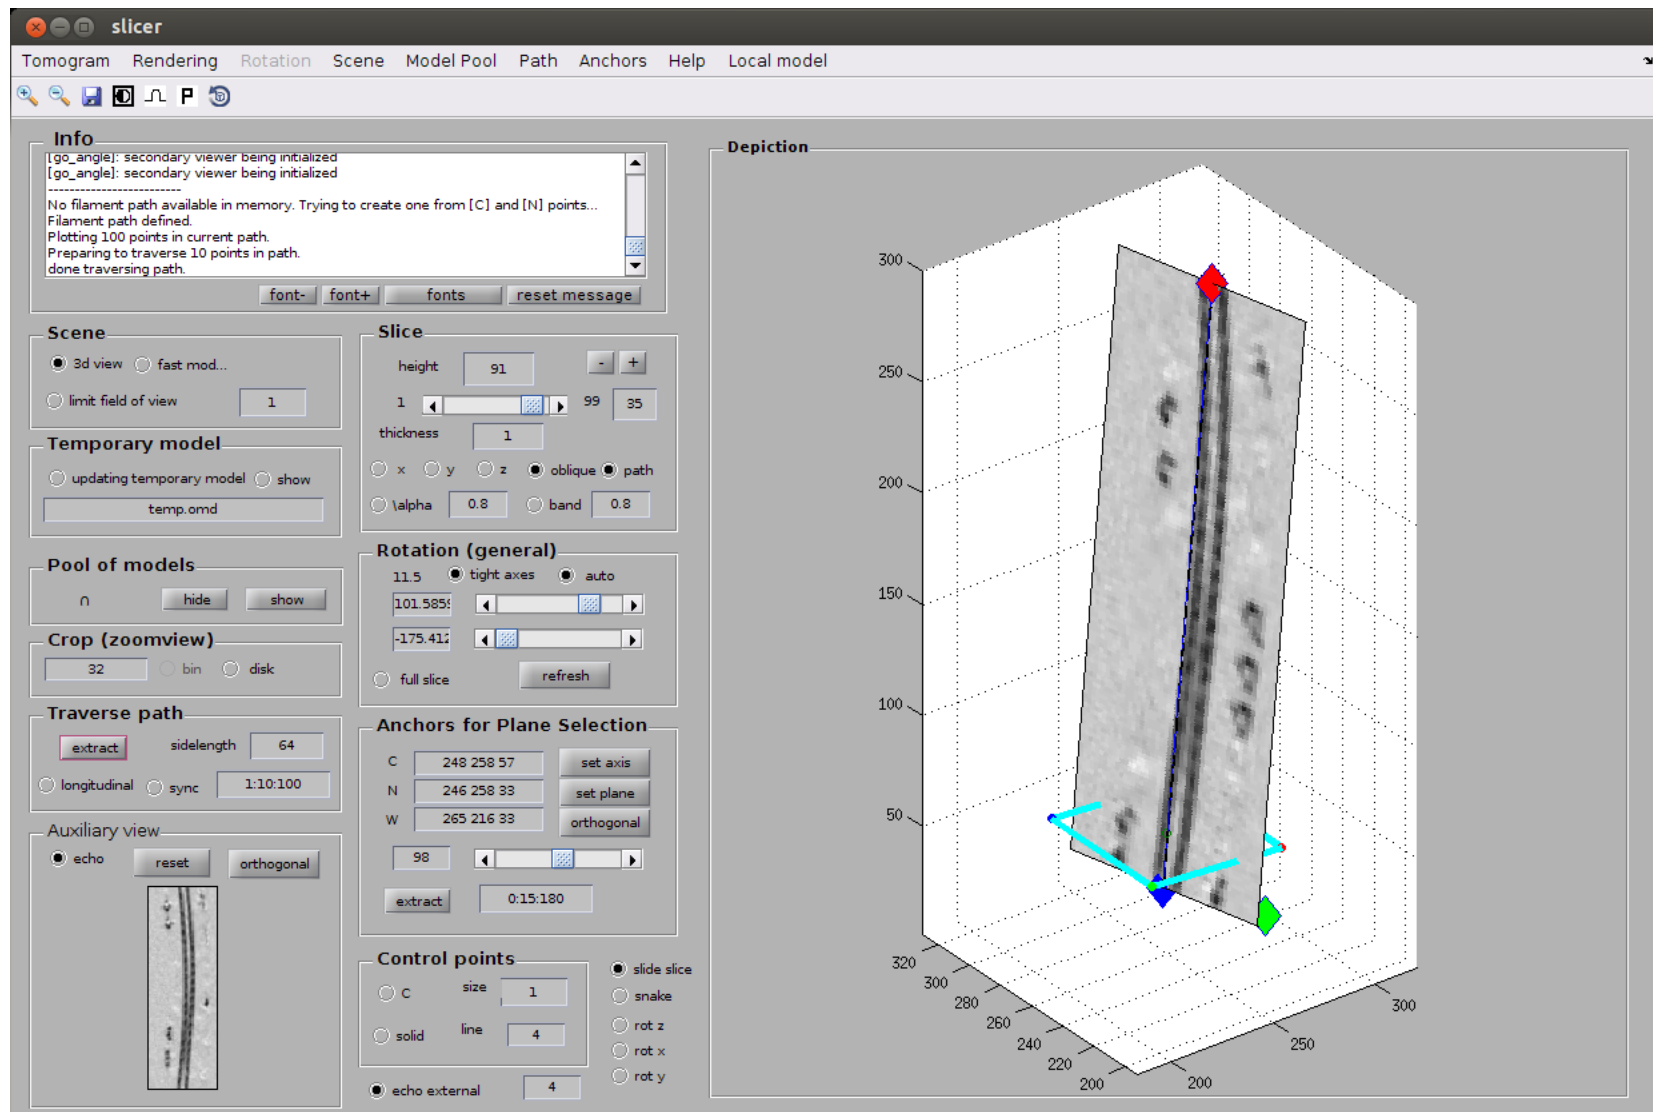 slicer
Tomogram Rendering Rotation Scene Model Pool Path Anchors Help Local model
P
Info
[go_angle]: secondary viewer being initialized
[go_angle]: secondary viewer being initialized
-------------------------
No filament path available in memory. Trying to create one from [C] and [N] points...
Filament path defined.
Plotting 100 points in current path.
Preparing to traverse 10 points in path.
done traversing path.
font- font+ fonts reset message
Scene
3d view fast mod...
limit field of view 1
Temporary model
updating temporary model show
temp.omd
Pool of models
∩ hide show
Crop (zoomview)
32 bin disk
Traverse path
extract sidelength 64
longitudinal sync 1:10:100
Auxiliary view
echo reset orthogonal
Slice
height 91 - +
1 99 35
thickness 1
x y z oblique path
\alpha 0.8 band 0.8
Rotation (general)
11.5 tight axes auto
101.585
-175.412
full slice refresh
Anchors for Plane Selection
C 248 258 57 set axis
N 246 258 33 set plane
W 265 216 33 orthogonal
98
extract 0:15:180
Control points
C size 1
solid line 4
echo external 4
slide slice
snake
rot z
rot x
rot y
Depiction
300
250
200
150
100
50
320
300
280
260
240
220
200
200
250
300